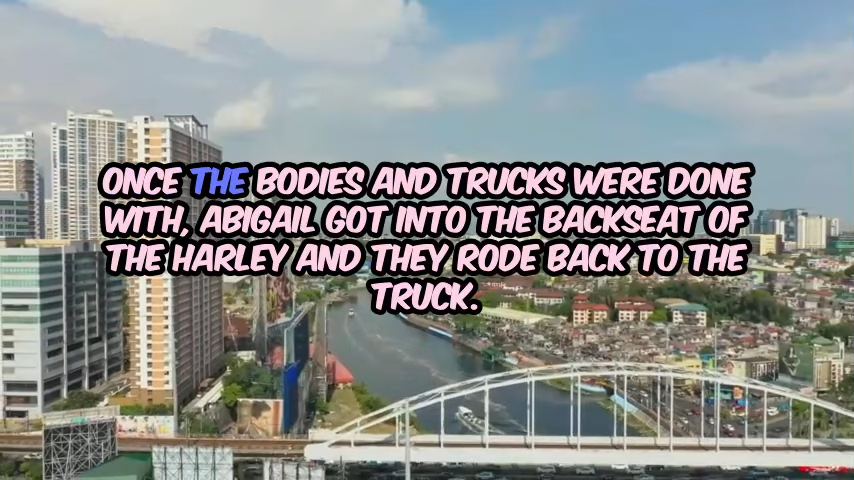 ONCE THE BODIES AND TRUCKS WERE DONE
WITH, ABIGAIL GOT INTO THE BACKSEAT OF
THE HARLEY AND THEY RODE BACK TO THE
TRUCK.